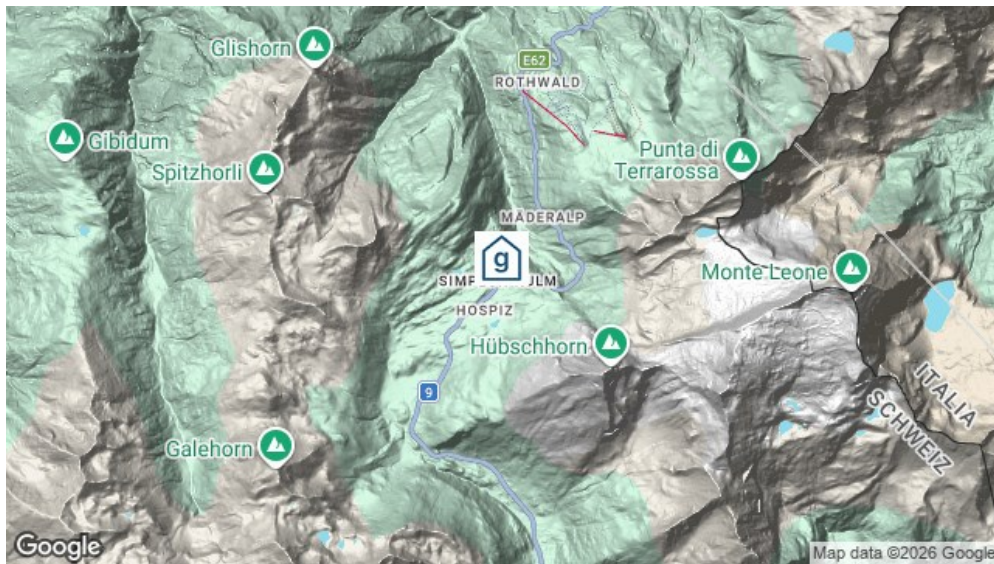 Glishorn
E62
ROTHWALD
Gibidum
Punta di
Terrarossa
Spitzhorli
MÄDERALP
g
Monte Leone
HOSPIZ
Hübschhorn
ITALIA
9
SCHWEIZ
Galehorn
Google
Map data ©2026 Google